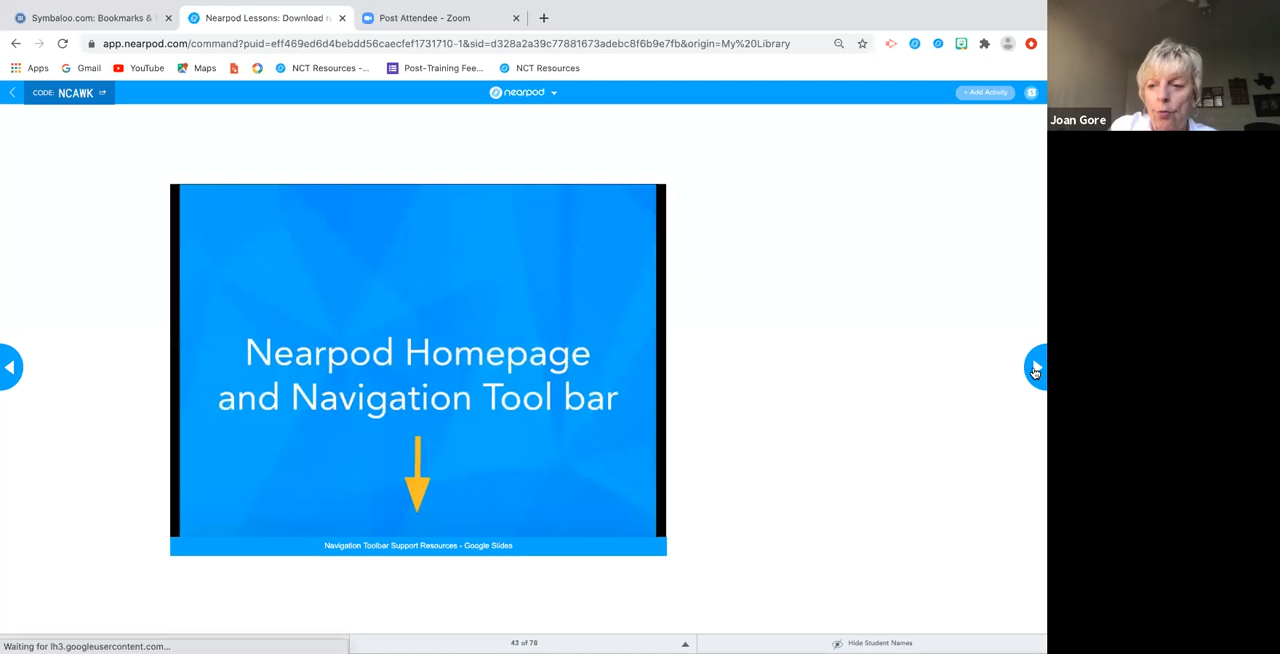 Symbaloo.com: Bookmarks &
Nearpod Lessons: Download r
Post Attendee - Zoom
app.nearpod.com/command?puid=eff469ed6d4bebdd56caecfef1731710-1&sid=d328a2a39c77881673adebc8f6b9e7fb&origin=My%20Library
Apps
Gmail
YouTube
Maps
NCT Resources -...
Post-Training Fee...
NCT Resources
CODE: NCAWK
nearpod
+ Add Activity
Joan Gore
Nearpod Homepage
and Navigation Tool bar
Navigation Toolbar Support Resources - Google Slides
Waiting for lh3.googleusercontent.com...
43 of 78
Hide Student Names